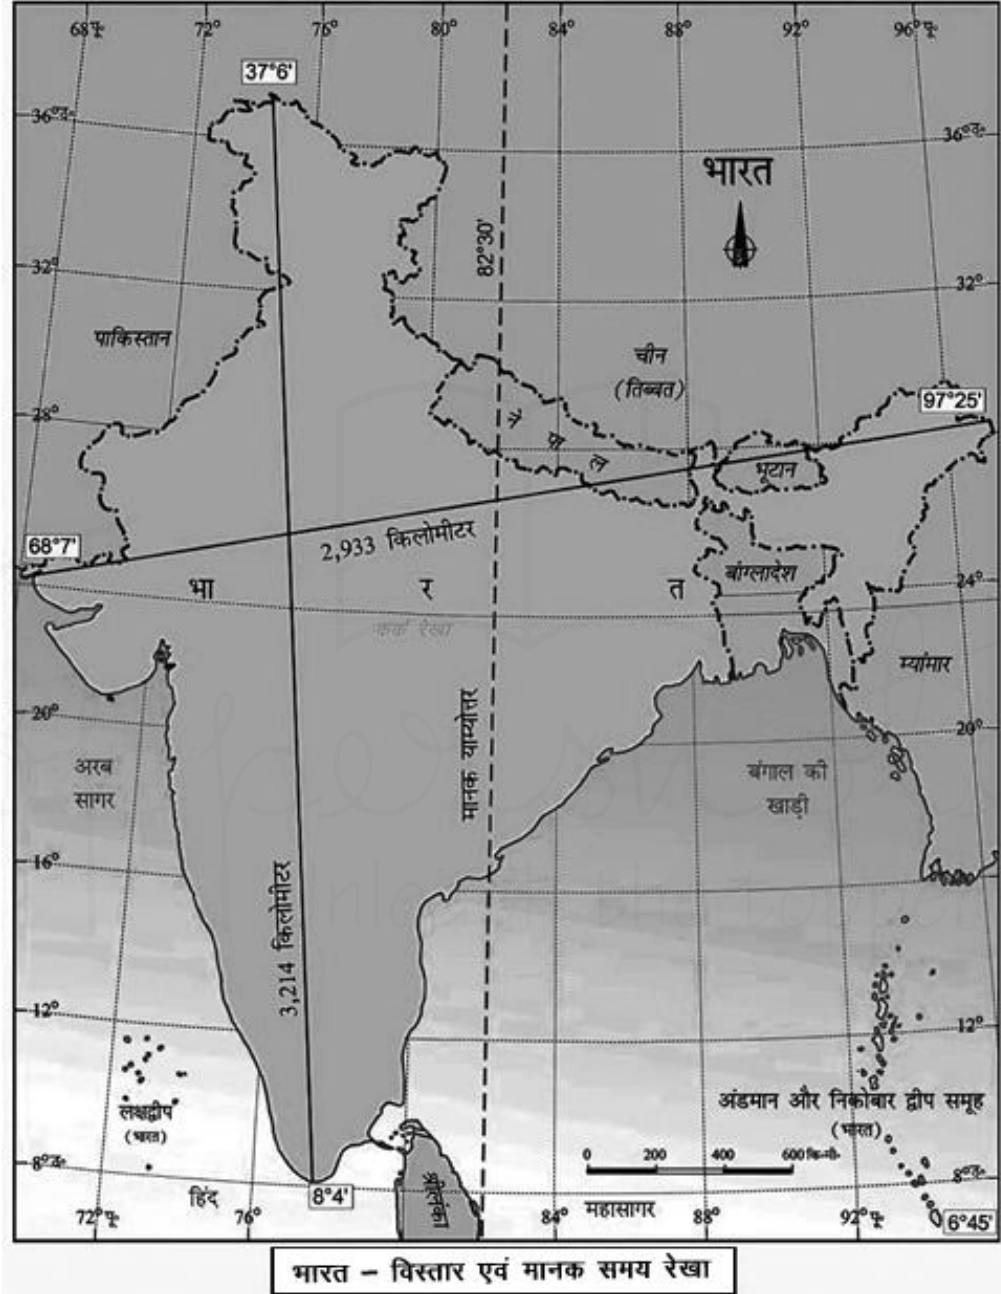 68°पू॰ 72° 76° 80° 84° 88° 92° 96°पू॰
37°6'
36°उ॰ 36°उ॰
भारत
82°30'
32° 32°
पाकिस्तान
चीन
(तिब्बत)
28°
97°25'
नेपाल
भूटान
68°7'
2,933 किलोमीटर
भा र त
बांग्लादेश
24°
कर्क रेखा
म्यांमार
मानक याम्योत्तर
20° 20°
अरब
सागर
बंगाल की
खाड़ी
16°
3,214 किलोमीटर
12° 12°
लक्षद्वीप
(भारत)
अंडमान और निकोबार द्वीप समूह
(भारत)
0 200 400 600 कि॰मी॰
8°उ॰ 8°उ॰
हिंद
8°4'
श्रीलंका
महासागर
6°45'
72°पू॰ 76° 84° 88° 92°पू॰
भारत – विस्तार एवं मानक समय रेखा